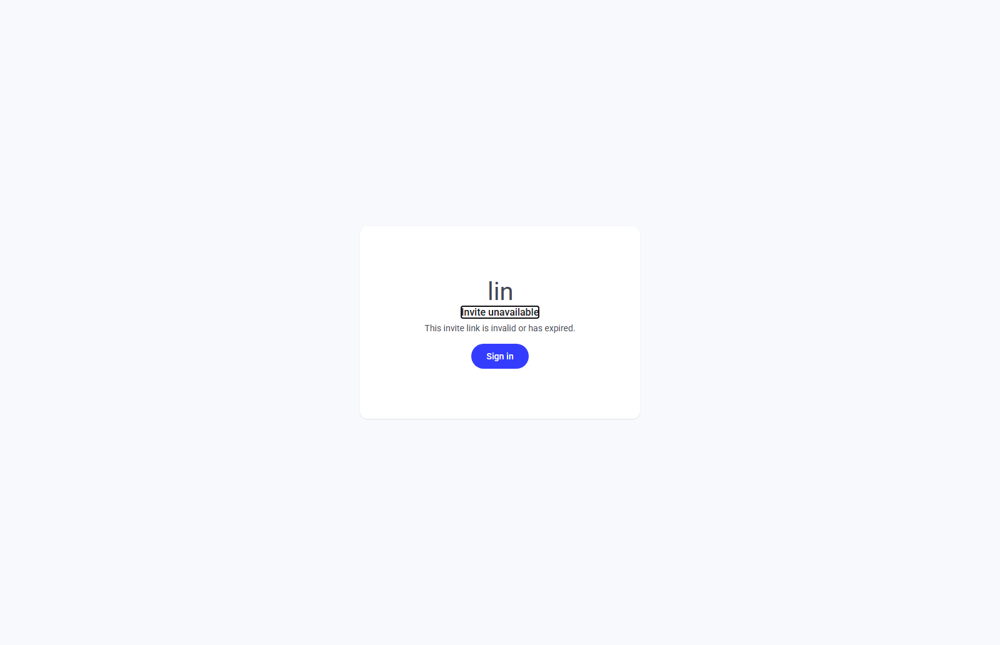 lin
Invite unavailable
This invite link is invalid or has expired.
Sign in